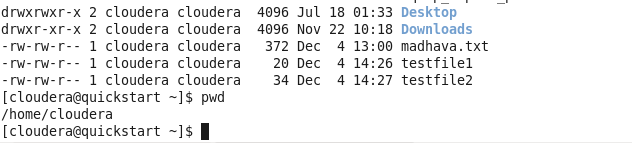 drwxrwxr-x 2 cloudera cloudera  4096 Jul 18 01:33 Desktop
drwxr-xr-x 2 cloudera cloudera  4096 Nov 22 10:18 Downloads
-rw-rw-r-- 1 cloudera cloudera   372 Dec  4 13:00 madhava.txt
-rw-rw-r-- 1 cloudera cloudera    20 Dec  4 14:26 testfile1
-rw-rw-r-- 1 cloudera cloudera    34 Dec  4 14:27 testfile2
[cloudera@quickstart ~]$ pwd
/home/cloudera
[cloudera@quickstart ~]$